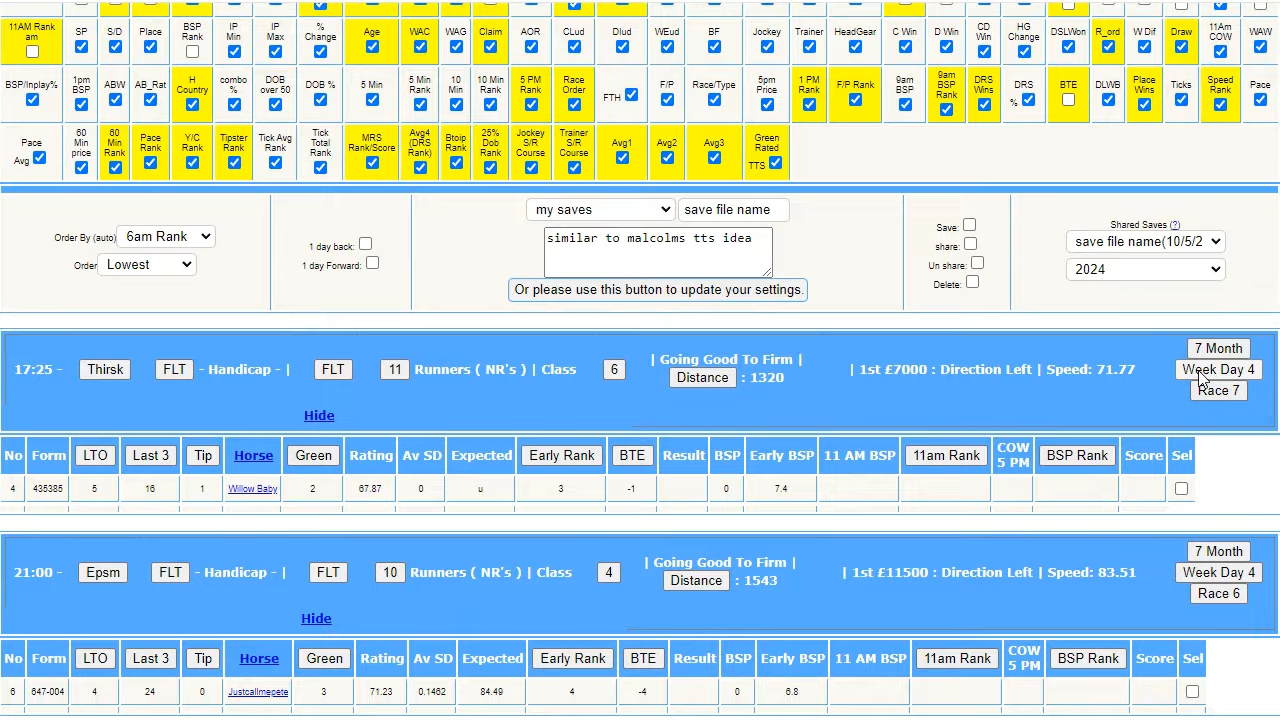 11AM Rank am SP S/D Place BSP Rank IP Min IP Max % Change Age WAC WAG Claim AOR CLud Dlud WEud BF Jockey Trainer HeadGear C Win D Win CD Win HG Change DSLWon R_ord W Dif Draw 11Am COW WAW
BSP/Inplay% 1pm BSP ABW AB_Rat H Country combo % DOB over 50 DOB % 5 Min 5 Min Rank 10 Min 10 Min Rank 5 PM Rank Race Order FTH F/P Race/Type 5pm Price 1 PM Rank F/P Rank 9am BSP 9am BSP Rank DRS Wins DRS % BTE DLWB Place Wins Ticks Speed Rank Pace
Pace Avg 60 Min price 60 Min Rank Pace Rank Y/C Rank Tipster Rank Tick Avg Rank Tick Total Rank MRS Rank/Score Avg4 (DRS Rank) Btoip Rank 25% Dob Rank Jockey S/R Course Trainer S/R Course Avg1 Avg2 Avg3 Green Rated TTS
Order By (auto) 6am Rank
Order Lowest
1 day back:
1 day Forward:
my saves save file name
similar to malcolms tts idea
Or please use this button to update your settings.
Save:
share:
Un share:
Delete:
Shared Saves (?)
save file name(10/5/2
2024
17:25 - Thirsk FLT - Handicap - | FLT 11 Runners ( NR's ) | Class 6 | Going Good To Firm | Distance : 1320 | 1st £7000 : Direction Left | Speed: 71.77 7 Month Week Day 4 Race 7
Hide
No Form LTO Last 3 Tip Horse Green Rating Av SD Expected Early Rank BTE Result BSP Early BSP 11 AM BSP 11am Rank COW 5 PM BSP Rank Score Sel
4 435385 5 16 1 Willow Baby 2 67.87 0 u 3 -1 0 7.4
21:00 - Epsm FLT - Handicap - | FLT 10 Runners ( NR's ) | Class 4 | Going Good To Firm | Distance : 1543 | 1st £11500 : Direction Left | Speed: 83.51 7 Month Week Day 4 Race 6
Hide
No Form LTO Last 3 Tip Horse Green Rating Av SD Expected Early Rank BTE Result BSP Early BSP 11 AM BSP 11am Rank COW 5 PM BSP Rank Score Sel
6 647-004 4 24 0 Justcallmepete 3 71.23 0.1462 84.49 4 -4 0 6.8